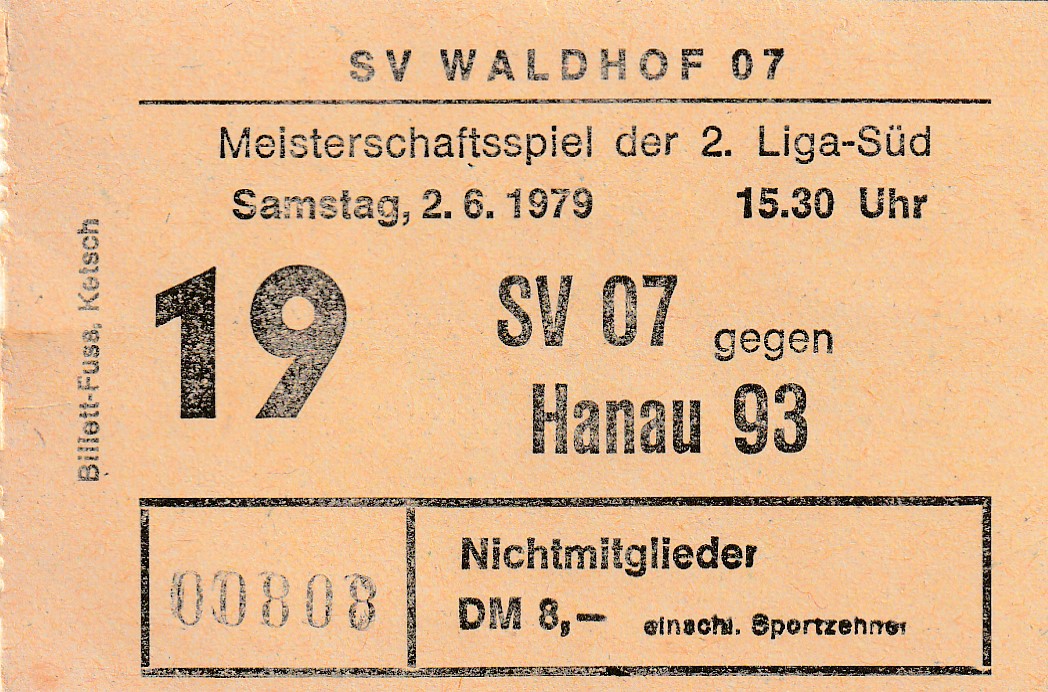 SV WALDHOF 07
Meisterschaftsspiel der 2. Liga-Süd
Samstag, 2. 6. 1979 15.30 Uhr
19
SV 07 gegen
Hanau 93
Billett-Fuss, Ketsch
00808
Nichtmitglieder
DM 8,— einschl. Sportzehner